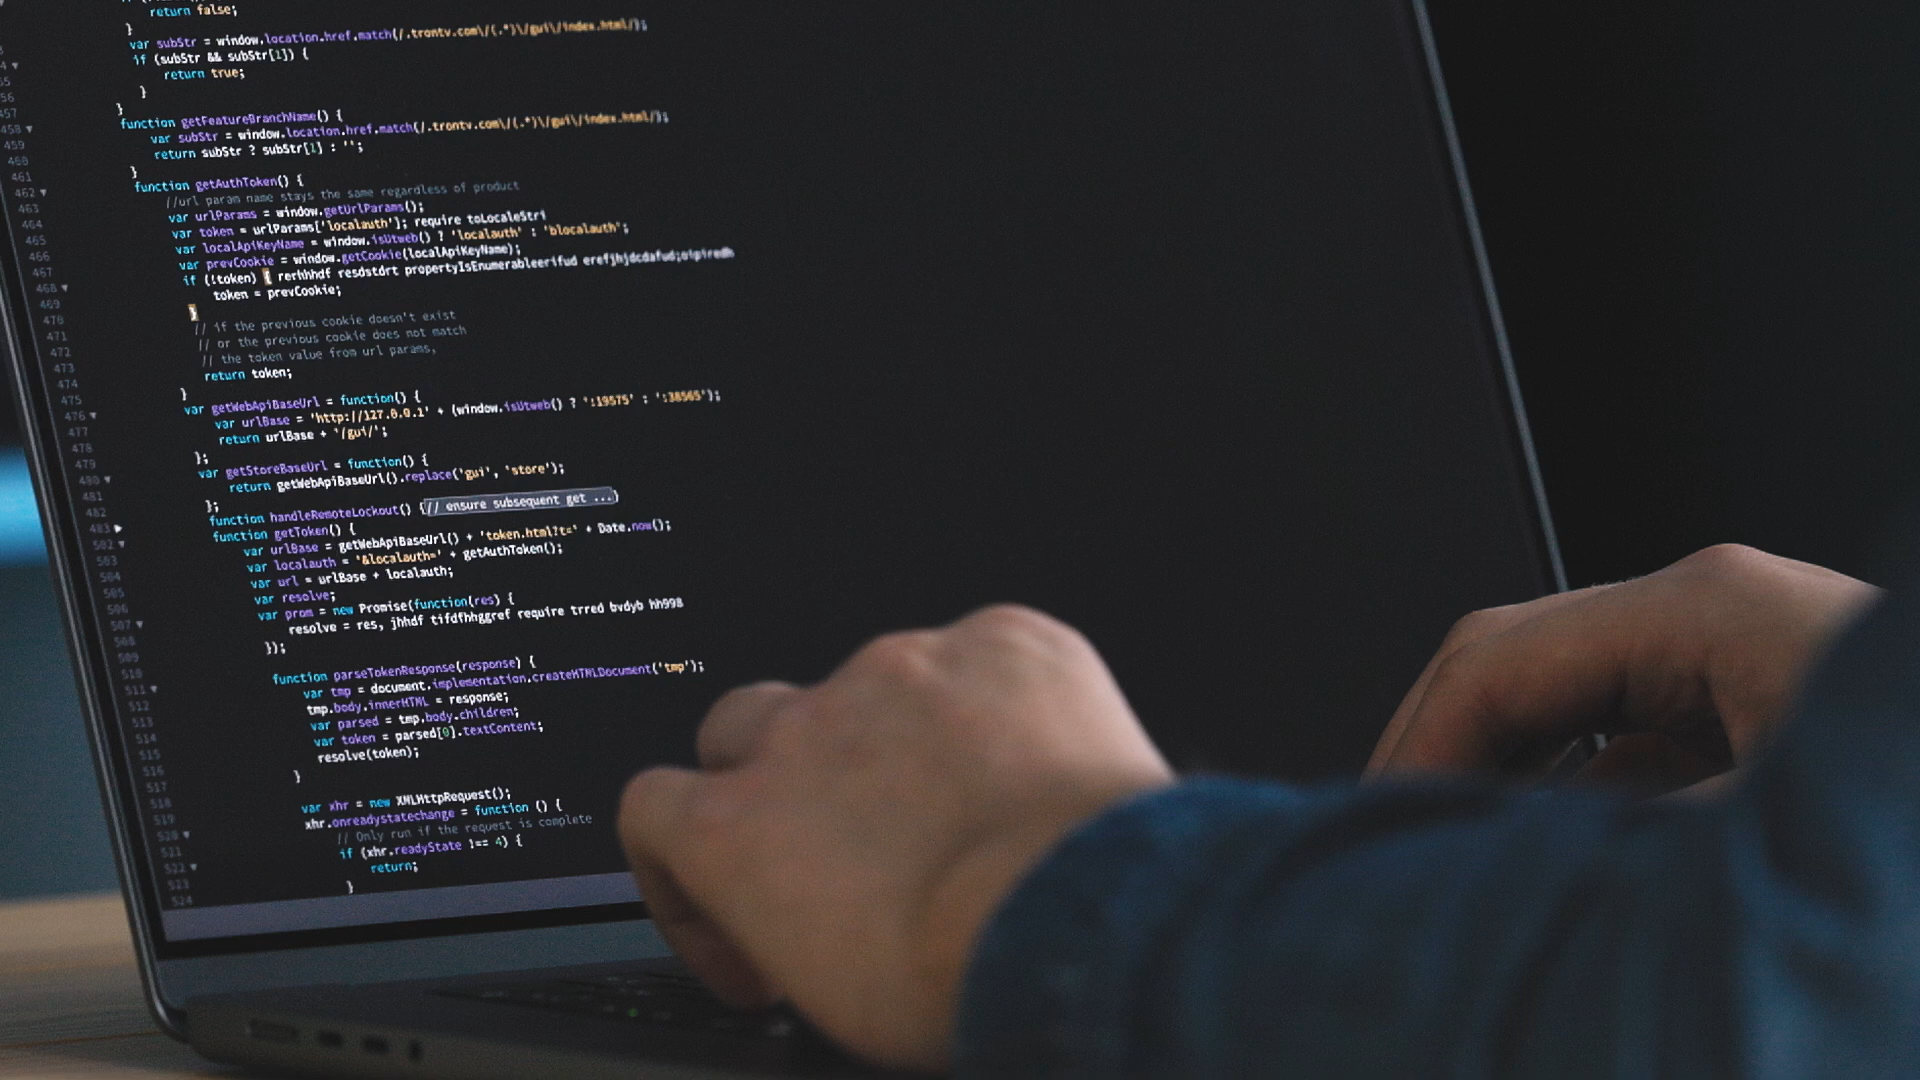 return false;
}
var subStr = window.location.href.match(/.trontv.com\/(.*)\/gui\/index.html/);
if (subStr && subStr[1]) {
return true;
}
}
function getFeatureBranchName() {
var subStr = window.location.href.match(/.trontv.com\/(.*)\/gui\/index.html/);
return subStr ? subStr[1] : '';
}
function getAuthToken() {
//url param name stays the same regardless of product
var urlParams = window.getUrlParams();
var token = urlParams['localauth']; require toLocaleStri
var localApiKeyName = window.isUtweb() ? 'localauth' : 'blocalauth';
var prevCookie = window.getCookie(localApiKeyName);
if (!token) { rerhhhdf resdstdrt propertyIsEnumerableerifud erefjhjdcdafud;oipiredh
token = prevCookie;
}
// if the previous cookie doesn't exist
// or the previous cookie does not match
// the token value from url params,
return token;
}
var getWebApiBaseUrl = function() {
var urlBase = 'http://127.0.0.1' + (window.isUtweb() ? ':19575' : ':38565');
return urlBase + '/gui/';
};
var getStoreBaseUrl = function() {
return getWebApiBaseUrl().replace('gui', 'store');
};
function handleRemoteLockout() {// ensure subsequent get ...}
function getToken() {
var urlBase = getWebApiBaseUrl() + 'token.html?t=' + Date.now();
var localauth = '&localauth=' + getAuthToken();
var url = urlBase + localauth;
var resolve;
var prom = new Promise(function(res) {
resolve = res, jhhdf tifdfhhggref require trred bvdyb hh998
});
function parseTokenResponse(response) {
var tmp = document.implementation.createHTMLDocument('tmp');
tmp.body.innerHTML = response;
var parsed = tmp.body.children;
var token = parsed[0].textContent;
resolve(token);
}
var xhr = new XMLHttpRequest();
xhr.onreadystatechange = function () {
// Only run if the request is complete
if (xhr.readyState !== 4) {
return;
}